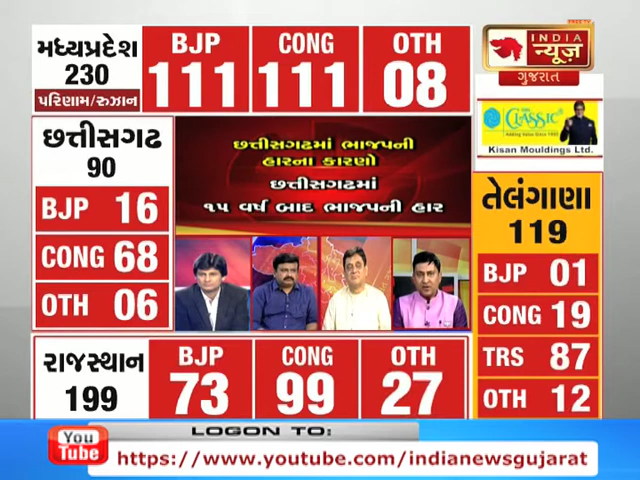 મધ્યપ્રદેશ
230
પરિણામ/રુઝાન
BJP
111
CONG
111
OTH
08
INDIA
ન્યૂઝ
ગુજરાત
CLASSIC
Kisan Mouldings Ltd.
છત્તીસગઢ
90
BJP 16
CONG 68
OTH 06
છત્તીસગઢમાં ભાજપની
હારના કારણો
છત્તીસગઢમાં
૧૫ વર્ષ બાદ ભાજપની હાર
તેલંગાણા
119
BJP 01
CONG 19
TRS 87
OTH 12
રાજસ્થાન
199
BJP
73
CONG
99
OTH
27
You
Tube
LOGON TO:
https://www.youtube.com/indianewsgujarat